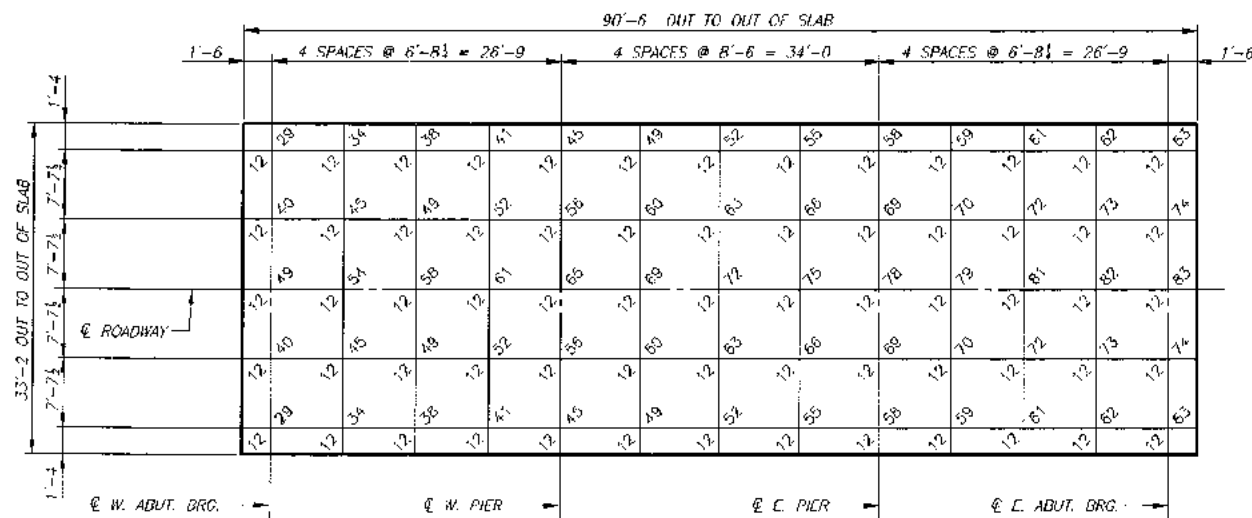 90'-6 OUT TO OUT OF SLAB
1'-6 4 SPACES @ 6'-8¼ = 26'-9 4 SPACES @ 8'-6 = 34'-0 4 SPACES @ 6'-8¼ = 26'-9 1'-6
1'-4
29 34 38 41 45 49 52 55 58 59 61 62 63
12 12 12 12 12 12 12 12 12 12 12 12 12
7'-7½
40 45 49 52 56 60 63 66 69 70 72 73 74
12 12 12 12 12 12 12 12 12 12 12 12 12
7'-7½
49 54 58 61 65 69 72 75 78 79 81 82 83
12 12 12 12 12 12 12 12 12 12 12 12 12
33'-2 OUT TO OUT OF SLAB
℄ ROADWAY
7'-7½
40 45 49 52 56 60 63 66 69 70 72 73 74
12 12 12 12 12 12 12 12 12 12 12 12 12
7'-7½
29 34 38 41 45 49 52 55 58 59 61 62 63
12 12 12 12 12 12 12 12 12 12 12 12 12
1'-4
℄ W. ABUT. BRG. ℄ W. PIER ℄ E. PIER ℄ E. ABUT. BRG.